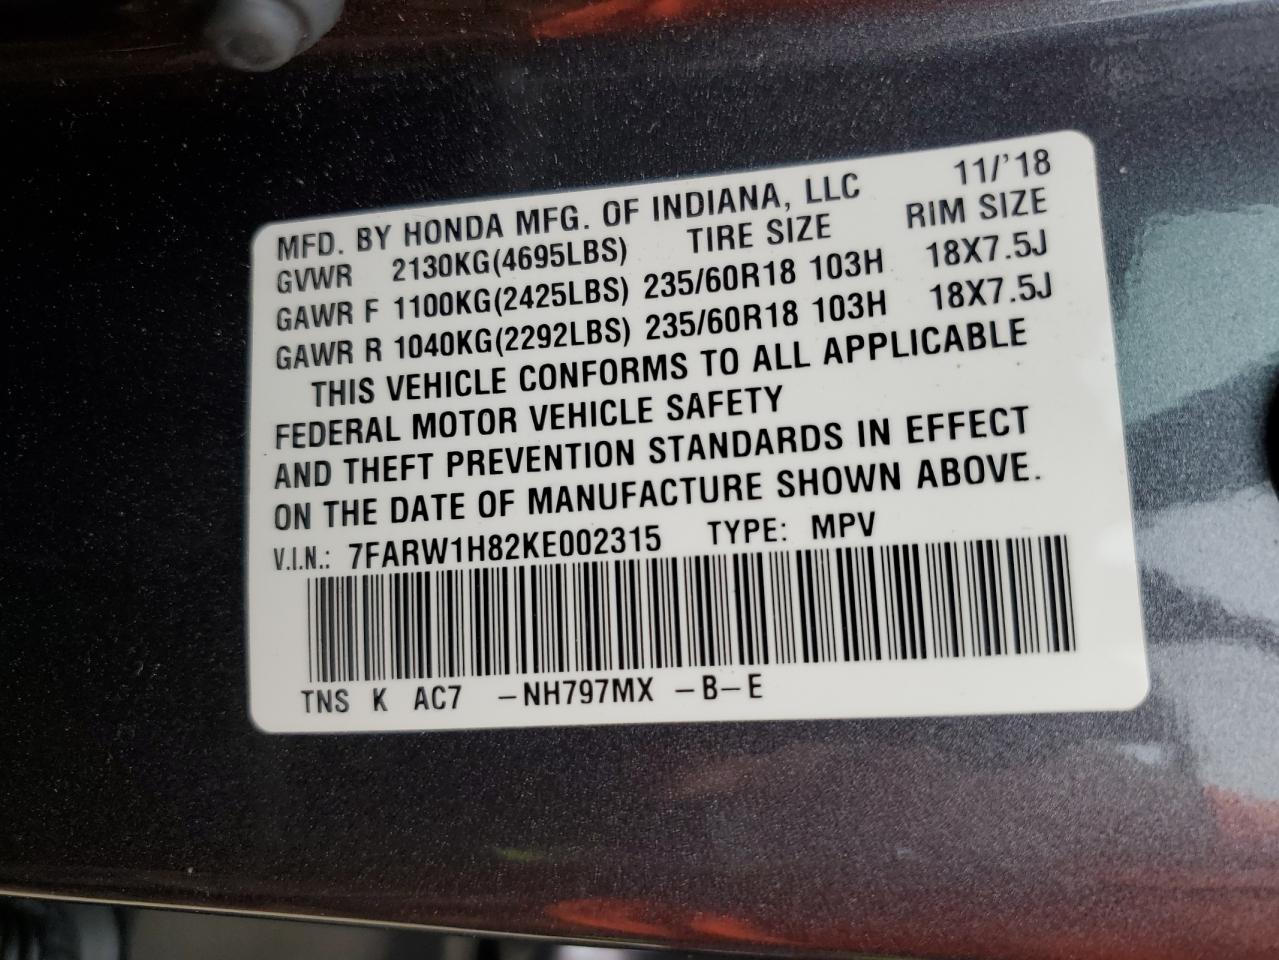 MFD. BY HONDA MFG. OF INDIANA, LLC 11/'18
GVWR 2130KG(4695LBS) TIRE SIZE RIM SIZE
GAWR F 1100KG(2425LBS) 235/60R18 103H 18X7.5J
GAWR R 1040KG(2292LBS) 235/60R18 103H 18X7.5J
THIS VEHICLE CONFORMS TO ALL APPLICABLE
FEDERAL MOTOR VEHICLE SAFETY
AND THEFT PREVENTION STANDARDS IN EFFECT
ON THE DATE OF MANUFACTURE SHOWN ABOVE.
V.I.N.: 7FARW1H82KE002315 TYPE: MPV
TNS K AC7 -NH797MX -B-E